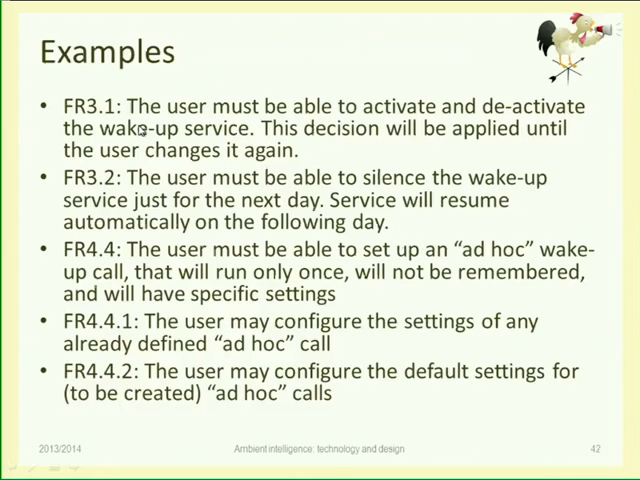 Examples
• FR3.1: The user must be able to activate and de-activate
the wake-up service. This decision will be applied until
the user changes it again.
• FR3.2: The user must be able to silence the wake-up
service just for the next day. Service will resume
automatically on the following day.
• FR4.4: The user must be able to set up an “ad hoc” wake-
up call, that will run only once, will not be remembered,
and will have specific settings
• FR4.4.1: The user may configure the settings of any
already defined “ad hoc” call
• FR4.4.2: The user may configure the default settings for
(to be created) “ad hoc” calls
2013/2014 Ambient intelligence: technology and design 42